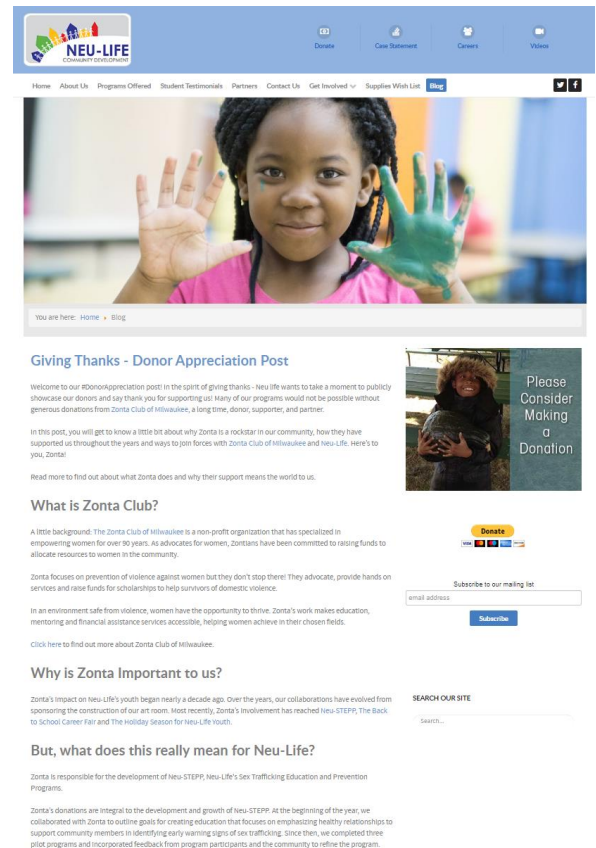 NEU-LIFE
COMMUNITY DEVELOPMENT
Donate
Case Statement
Careers
Videos
Home About Us Programs Offered Student Testimonials Partners Contact Us Get Involved Supplies Wish List Blog
You are here: Home Blog
Giving Thanks - Donor Appreciation Post
Welcome to our #DonorAppreciation post! In the spirit of giving thanks - Neu life wants to take a moment to publicly
showcase our donors and say thank you for supporting us! Many of our programs would not be possible without
generous donations from Zonta Club of Milwaukee, a long time, donor, supporter, and partner.
In this post, you will get to know a little bit about why Zonta is a rockstar in our community, how they have
supported us throughout the years and ways to join forces with Zonta Club of Milwaukee and Neu-Life. Here's to
you, Zonta!
Read more to find out about what Zonta does and why their support means the world to us.
What is Zonta Club?
A little background: The Zonta Club of Milwaukee is a non-profit organization that has specialized in
empowering women for over 90 years. As advocates for women, Zontians have been committed to raising funds to
allocate resources to women in the community.
Zonta focuses on prevention of violence against women but they don't stop there! They advocate, provide hands on
services and raise funds for scholarships to help survivors of domestic violence.
In an environment safe from violence, women have the opportunity to thrive. Zonta's work makes education,
mentoring and financial assistance services accessible, helping women achieve in their chosen fields.
Click here to find out more about Zonta Club of Milwaukee.
Why is Zonta Important to us?
Zonta's impact on Neu-Life's youth began nearly a decade ago. Over the years, our collaborations have evolved from
sponsoring the construction of our art room. Most recently, Zonta's involvement has reached Neu-STEPP, The Back
to School Career Fair and The Holiday Season for Neu-Life Youth.
But, what does this really mean for Neu-Life?
Zonta is responsible for the development of Neu-STEPP, Neu-Life's Sex Trafficking Education and Prevention
Programs.
Zonta's donations are integral to the development and growth of Neu-STEPP. At the beginning of the year, we
collaborated with Zonta to outline goals for creating education that focuses on emphasizing healthy relationships to
support community members in identifying early warning signs of sex trafficking. Since then, we completed three
pilot programs and incorporated feedback from program participants and the community to refine the program.
Please
Consider
Making
a
Donation
Donate
VISA
Subscribe to our mailing list
email address
Subscribe
SEARCH OUR SITE
Search...